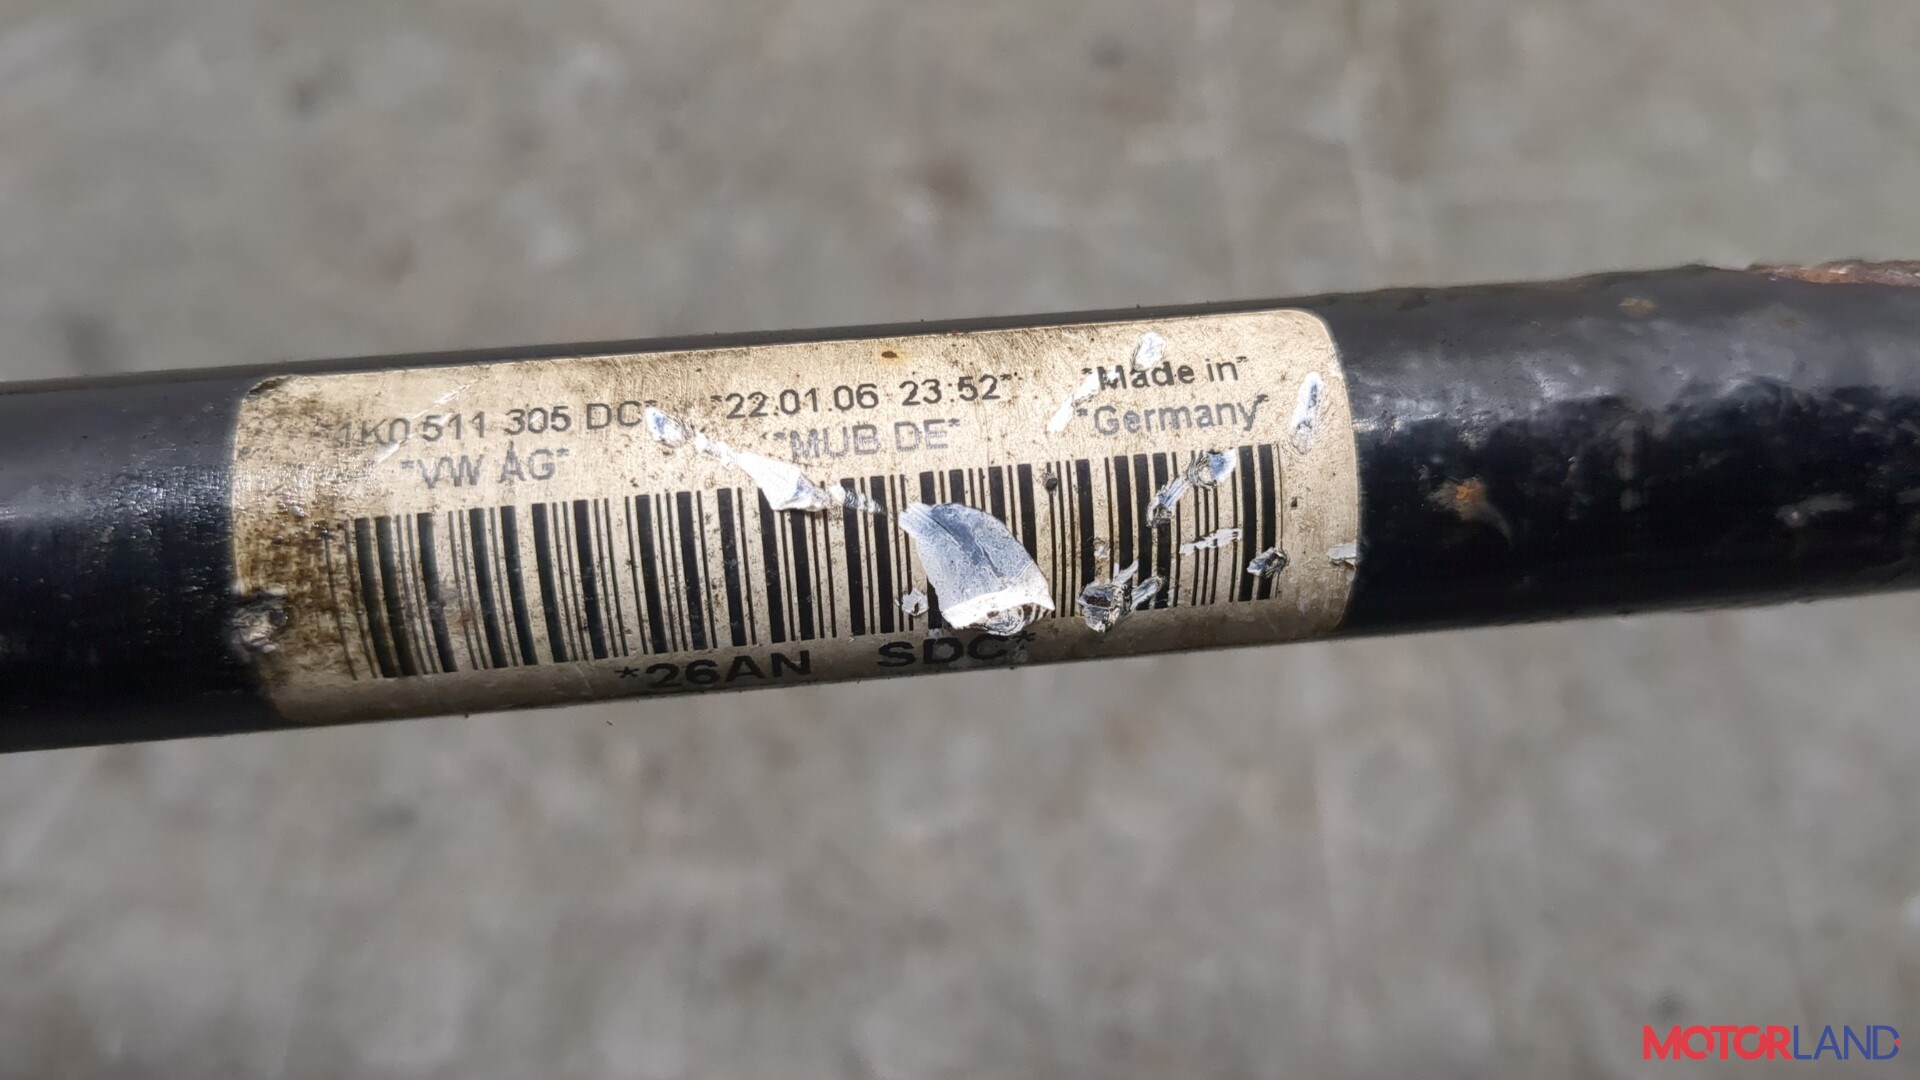 *1K0 511 305 DC* *22.01.06 23:52* *Made in*
*VW AG* *MUB DE* *Germany*
*26AN SDC*
MOTORLAND